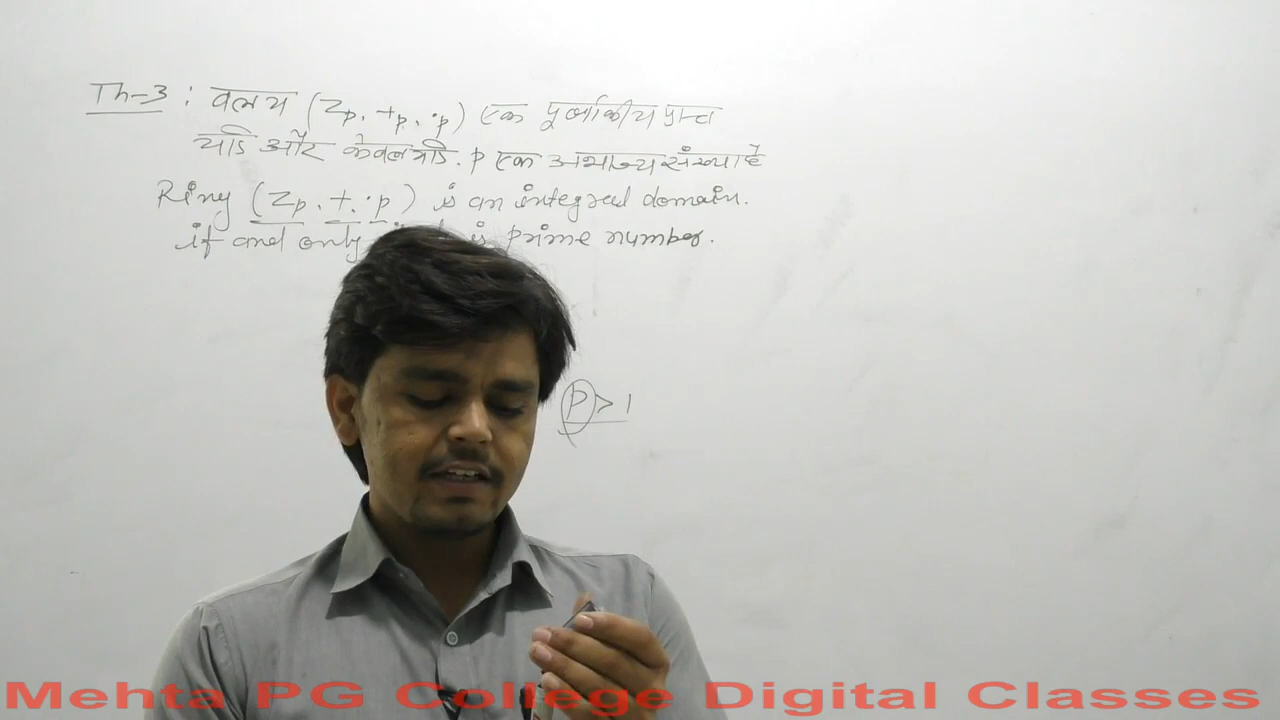 Th-3 : वलय (Zp, +p, ·p) एक पूर्णांकीय प्रान्त
यदि और केवल यदि p एक अभाज्य संख्या है
Ring (Zp, +, ·p) is an integral domain.
if and only is prime number.
p > 1
Mehta PG College Digital Classes